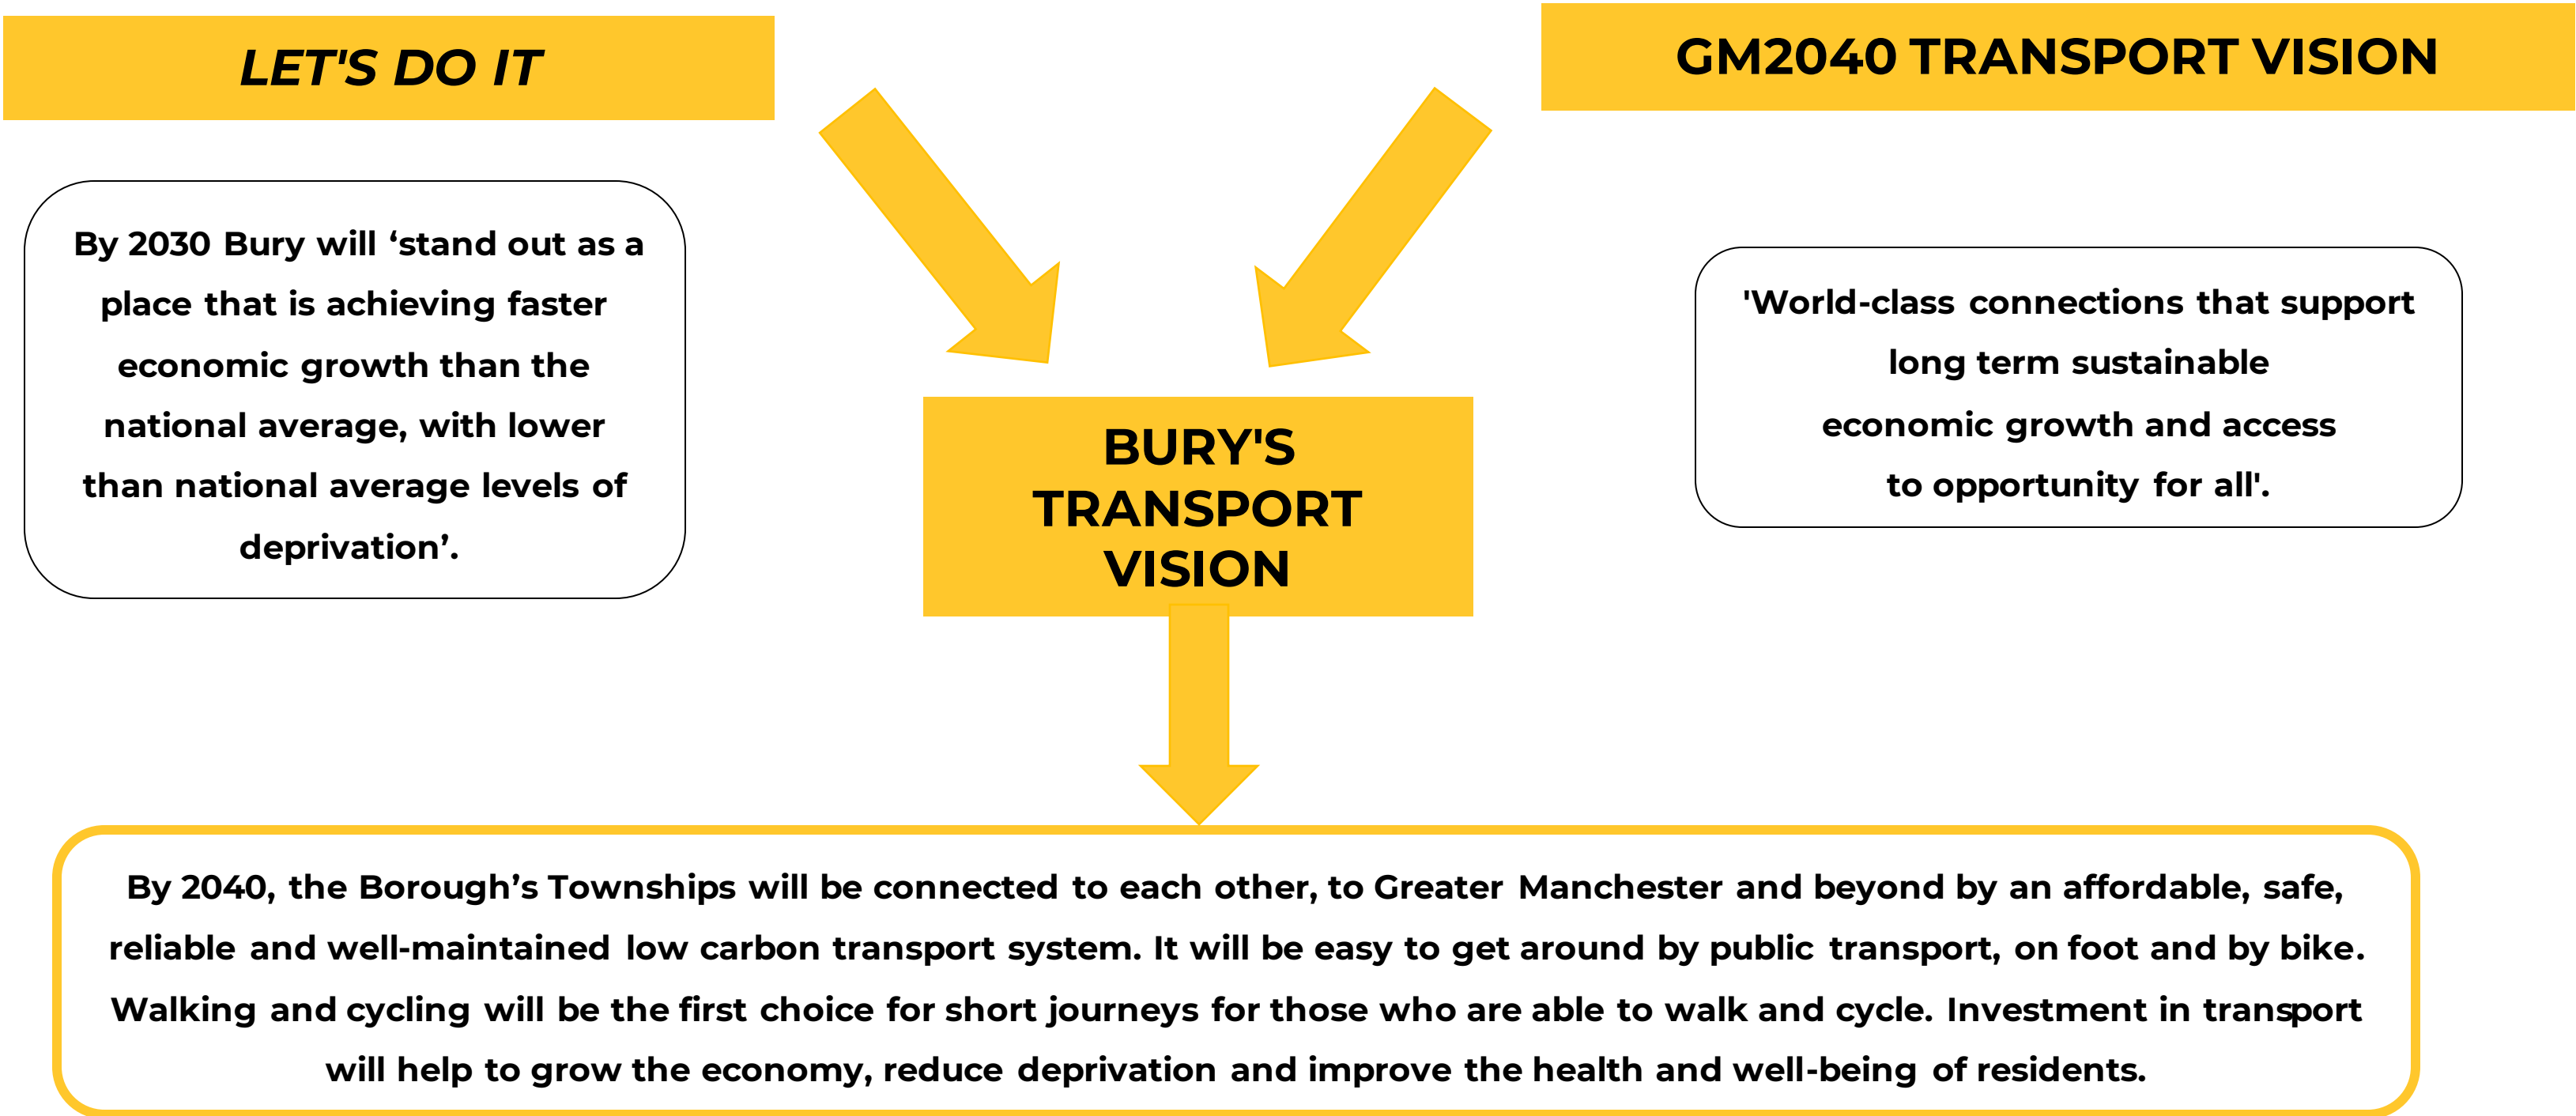 LET'S DO IT
GM2040 TRANSPORT VISION
By 2030 Bury will ‘stand out as a
place that is achieving faster
economic growth than the
national average, with lower
than national average levels of
deprivation’.
'World-class connections that support
long term sustainable
economic growth and access
to opportunity for all'.
BURY'S
TRANSPORT
VISION
By 2040, the Borough’s Townships will be connected to each other, to Greater Manchester and beyond by an affordable, safe,
reliable and well-maintained low carbon transport system. It will be easy to get around by public transport, on foot and by bike.
Walking and cycling will be the first choice for short journeys for those who are able to walk and cycle. Investment in transport
will help to grow the economy, reduce deprivation and improve the health and well-being of residents.